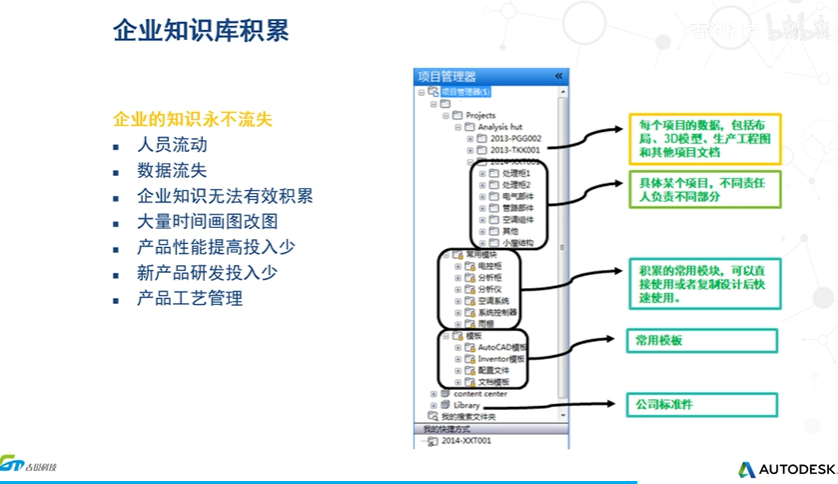 企业知识库积累
企业的知识永不流失
人员流动
数据流失
企业知识无法有效积累
大量时间画图改图
产品性能提高投入少
新产品研发投入少
产品工艺管理
项目管理器
项目管理器($)
Projects
Analysis hut
2013-PGG002
2013-TKK001
2014-XXT001
处理柜1
处理柜2
电气部件
管路部件
空调组件
其他
小屋结构
常用模块
电控柜
分析柜
分析仪
空调系统
系统控制器
雨棚
模板
AutoCAD模板
Inventor模板
配置文件
文档模板
content center
Library
我的搜索文件夹
我的快捷方式
2014-XXT001
每个项目的数据，包括布
局、3D模型、生产工程图
和其他项目文档
具体某个项目，不同责任
人负责不同部分
积累的常用模块，可以直
接使用或者复制设计后快
速使用。
常用模板
公司标准件
AUTODESK